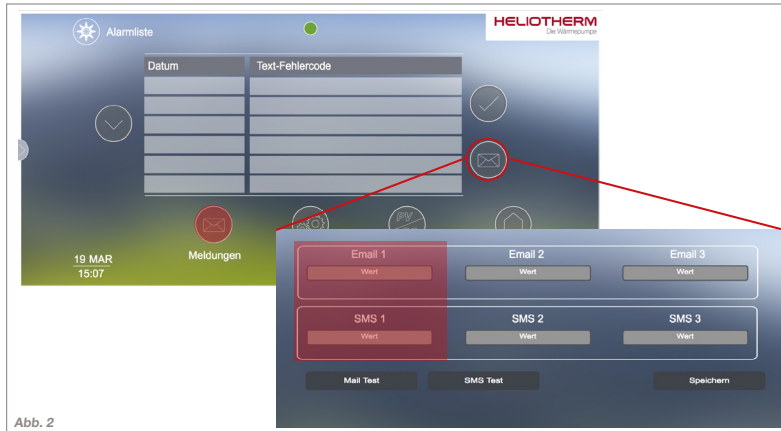 HELIOTHERM
Die Wärmepumpe
Alarmliste
Datum Text-Fehlercode
PV
Meldungen
19 MAR
15:07
Email 1 Email 2 Email 3
Wert Wert Wert
SMS 1 SMS 2 SMS 3
Wert Wert Wert
Mail Test SMS Test Speichern
Abb. 2